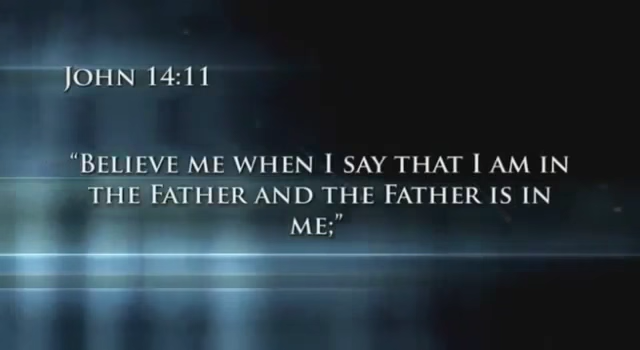 John 14:11
“Believe me when I say that I am in
the Father and the Father is in
me;”